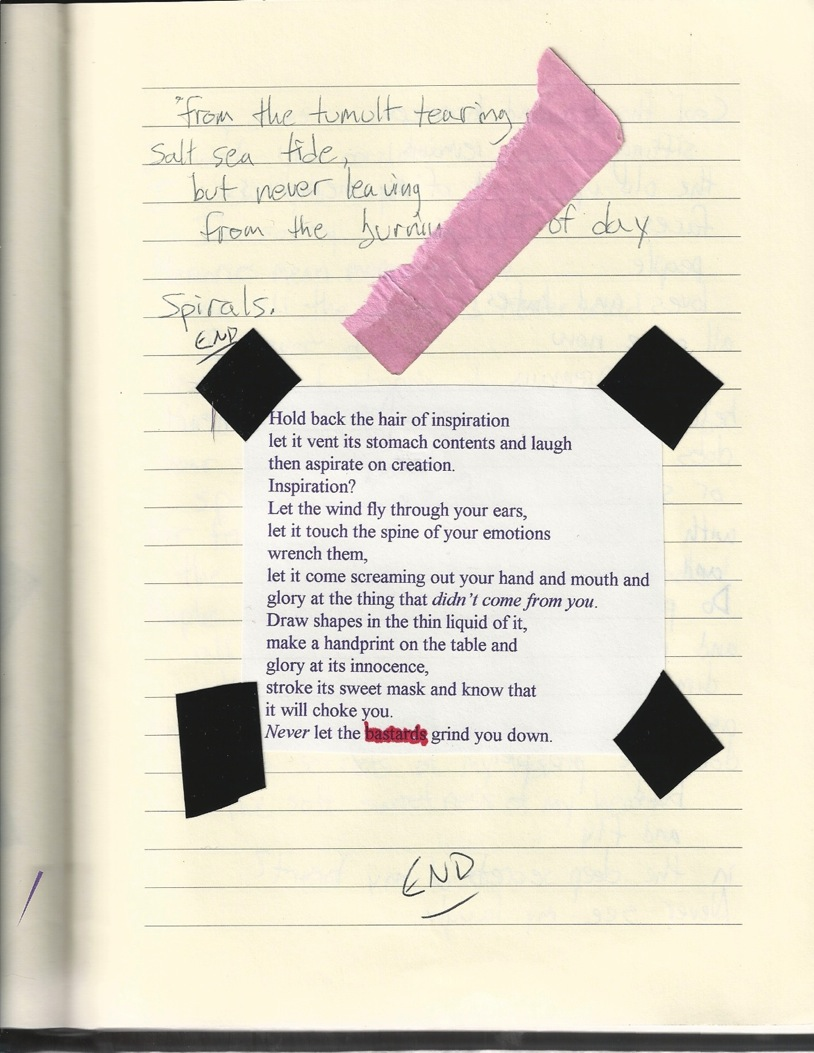 "from the tumult tearing
Salt sea tide,
but never leaving
from the of day
Spirals.
END
Hold back the hair of inspiration
let it vent its stomach contents and laugh
then aspirate on creation.
Inspiration?
Let the wind fly through your ears,
let it touch the spine of your emotions
wrench them,
let it come screaming out your hand and mouth and
glory at the thing that didn't come from you.
Draw shapes in the thin liquid of it,
make a handprint on the table and
glory at its innocence,
stroke its sweet mask and know that
it will choke you.
Never let the bastards grind you down.
END